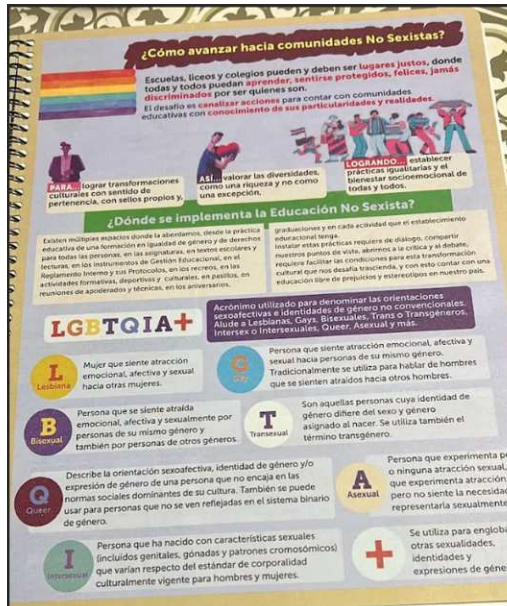 ¿Cómo avanzar hacia comunidades No Sexistas?
Escuelas, liceos y colegios pueden y deben ser lugares justos, donde
todas y todos puedan aprender, sentirse protegidos, felices, jamás
discriminados por ser quienes son.
El desafío es canalizar acciones para contar con comunidades
educativas con conocimiento de sus particularidades y realidades.
PARA... lograr transformaciones
culturales con sentido de
pertenencia, con sellos propios y,
ASÍ... valorar las diversidades,
como una riqueza y no como
una excepción,
LOGRANDO... establecer
prácticas igualitarias y el
bienestar socioemocional de
todas y todos.
¿Dónde se implementa la Educación No Sexista?
Existen múltiples espacios donde la abordamos, desde la práctica
educativa de una formación en igualdad de género y de derechos
para todas las personas, en las asignaturas, en textos escolares y
lecturas, en los instrumentos de Gestión Educacional, en el
Reglamento Interno y sus Protocolos, en los recreos, en las
actividades formativas, deportivas y culturales, en pasillos, en
reuniones de apoderados y técnicas, en los aniversarios,
graduaciones y en cada actividad que el establecimiento
educacional tenga.
Instalar estas prácticas requiere de diálogo, compartir
nuestros puntos de vista, abrirnos a la crítica y al debate,
requiere facilitar las condiciones para esta transformación
cultural que nos desafía trascienda, y con esto contar con una
educación libre de prejuicios y estereotipos en nuestro país.
LGBTQIA+
Acrónimo utilizado para denominar las orientaciones
sexoafectivas e identidades de género no convencionales.
Alude a Lesbianas, Gays, Bisexuales, Trans o Transgéneros,
Intersex o Intersexuales, Queer, Asexual y más.
L
Lesbiana
Mujer que siente atracción
emocional, afectiva y sexual
hacia otras mujeres.
G
Gay
Persona que siente atracción emocional, afectiva y
sexual hacia personas de su mismo género.
Tradicionalmente se utiliza para hablar de hombres
que se sienten atraídos hacia otros hombres.
B
Bisexual
Persona que se siente atraída
emocional, afectiva y sexualmente por
personas de su mismo género y
también por personas de otros géneros.
T
Transexual
Son aquellas personas cuya identidad de
género difiere del sexo y género
asignado al nacer. Se utiliza también el
término transgénero.
Q
Queer
Describe la orientación sexoafectiva, identidad de género y/o
expresión de género de una persona que no encaja en las
normas sociales dominantes de su cultura. También se puede
usar para personas que no se ven reflejadas en el sistema binario
de género.
A
Asexual
Persona que experimenta
o ninguna atracción sexual,
que experimenta atracción
pero no siente la necesidad
representarla sexualmente
I
Intersexual
Persona que ha nacido con características sexuales
(incluidos genitales, gónadas y patrones cromosómicos)
que varían respecto del estándar de corporalidad
culturalmente vigente para hombres y mujeres.
+
Se utiliza para englobar
otras sexualidades,
identidades y
expresiones de